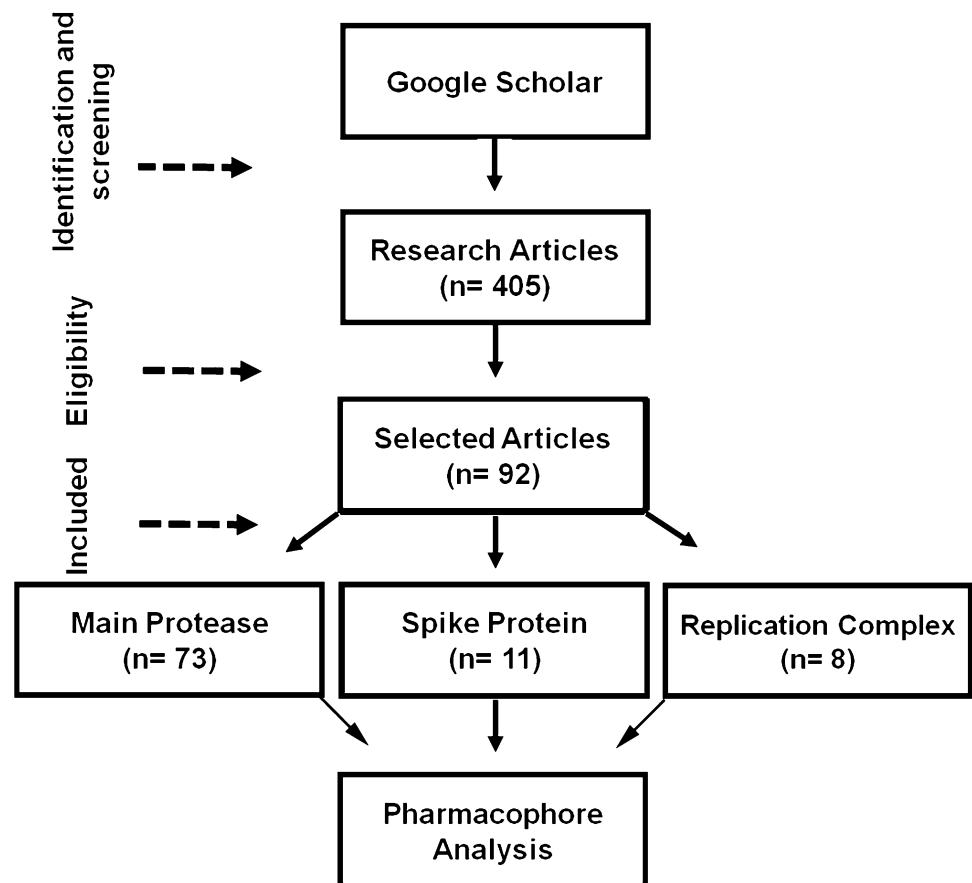 Identification and
screening
Google Scholar
Research Articles
(n= 405)
Eligibility
Selected Articles
(n= 92)
Included
Main Protease
(n= 73)
Spike Protein
(n= 11)
Replication Complex
(n= 8)
Pharmacophore
Analysis